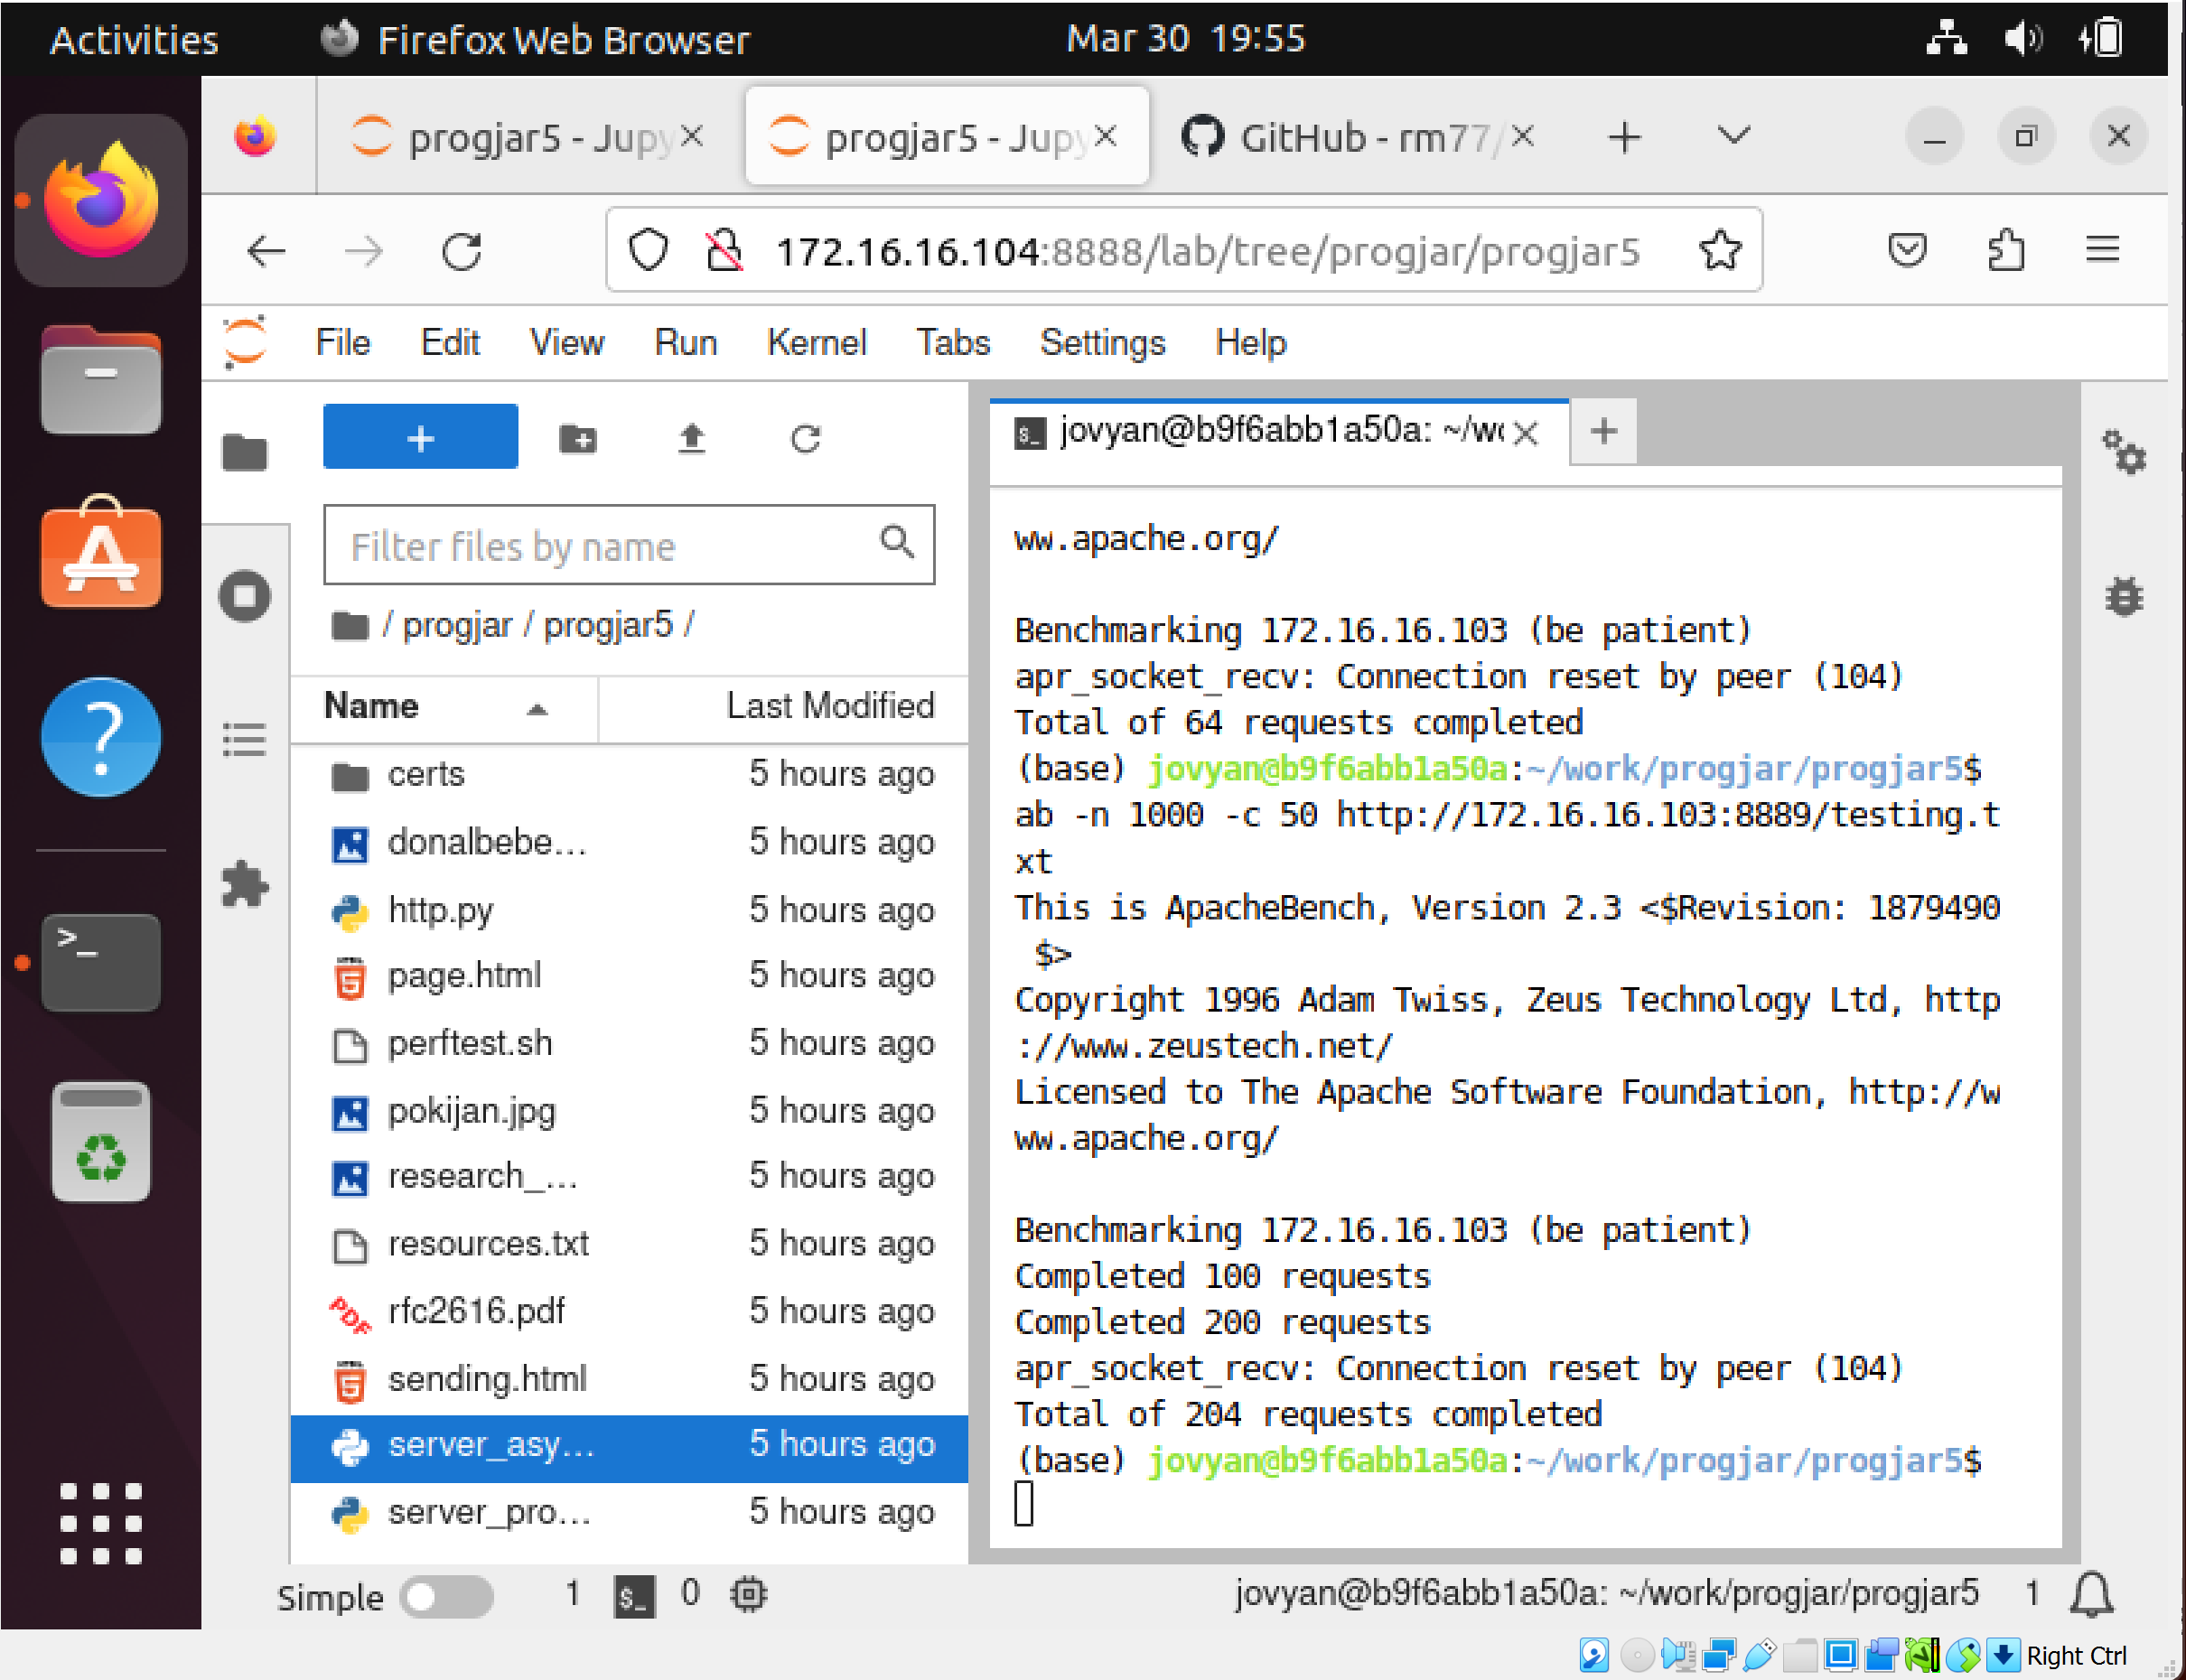 Activities
Firefox Web Browser
Mar 30 19:55
progjar5 - Jupy
progjar5 - Jupy
GitHub - rm77/
172.16.16.104:8888/lab/tree/progjar/progjar5
File Edit View Run Kernel Tabs Settings Help
Filter files by name
/ progjar / progjar5 /
Name Last Modified
certs 5 hours ago
donalbebe... 5 hours ago
http.py 5 hours ago
page.html 5 hours ago
perftest.sh 5 hours ago
pokijan.jpg 5 hours ago
research_... 5 hours ago
resources.txt 5 hours ago
rfc2616.pdf 5 hours ago
sending.html 5 hours ago
server_asy... 5 hours ago
server_pro... 5 hours ago
jovyan@b9f6abb1a50a: ~/wo
ww.apache.org/
Benchmarking 172.16.16.103 (be patient)
apr_socket_recv: Connection reset by peer (104)
Total of 64 requests completed
(base) jovyan@b9f6abb1a50a:~/work/progjar/progjar5$
ab -n 1000 -c 50 http://172.16.16.103:8889/testing.t
xt
This is ApacheBench, Version 2.3 <$Revision: 1879490
$>
Copyright 1996 Adam Twiss, Zeus Technology Ltd, http
://www.zeustech.net/
Licensed to The Apache Software Foundation, http://w
ww.apache.org/
Benchmarking 172.16.16.103 (be patient)
Completed 100 requests
Completed 200 requests
apr_socket_recv: Connection reset by peer (104)
Total of 204 requests completed
(base) jovyan@b9f6abb1a50a:~/work/progjar/progjar5$
Simple 1 $_ 0
jovyan@b9f6abb1a50a: ~/work/progjar/progjar5 1
Right Ctrl